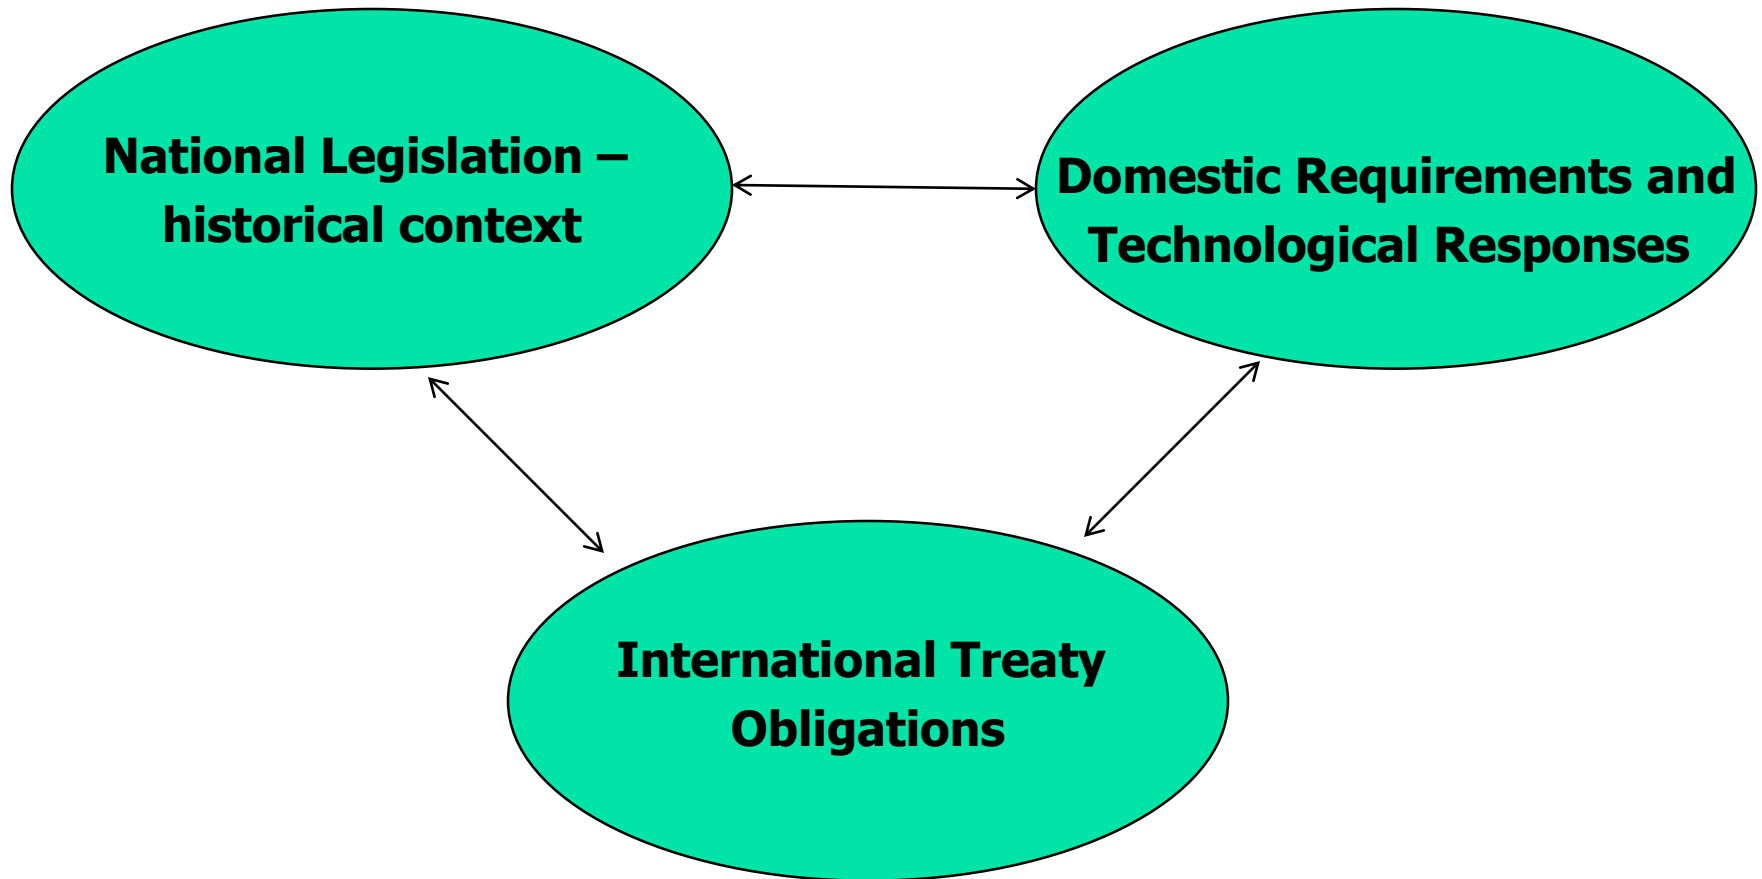 National Legislation –
historical context
Domestic Requirements and
Technological Responses
International Treaty
Obligations